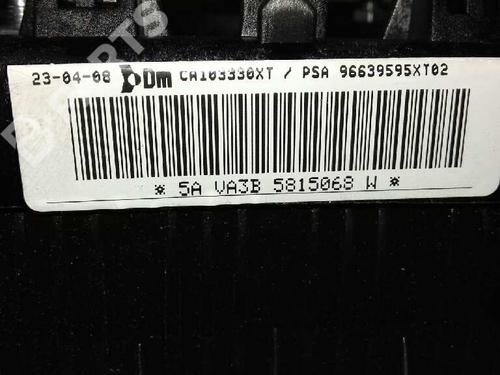 23-04-08 Dm CA103330XT / PSA 96639595XT02
* 5A VA3B 5815068 W *